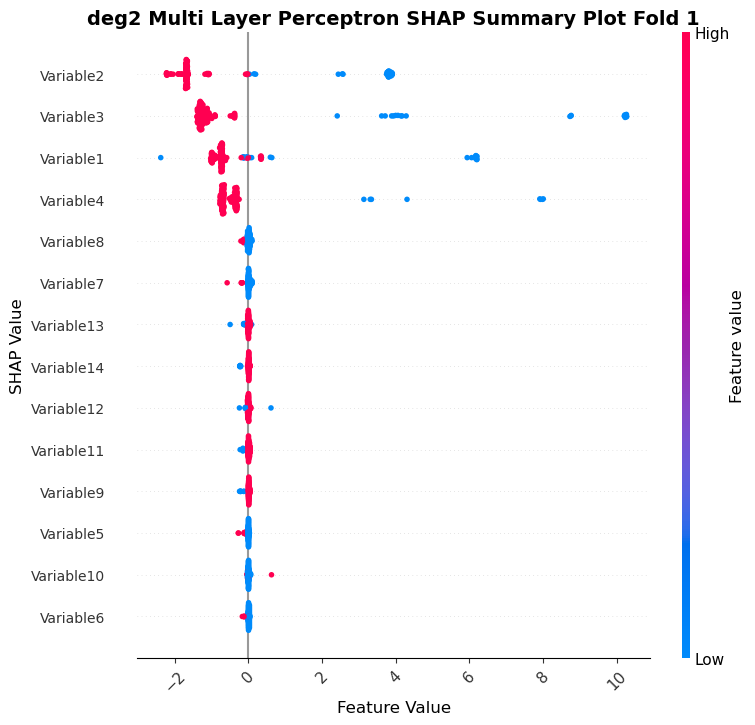 deg2 Multi Layer Perceptron SHAP Summary Plot Fold 1
High
Variable2
Variable3
Variable1
Variable4
Variable8
Variable7
Variable13
Variable14
Variable12
Variable11
Variable9
Variable5
Variable10
Variable6
SHAP Value
Feature value
Low
−2
0
2
4
6
8
10
Feature Value